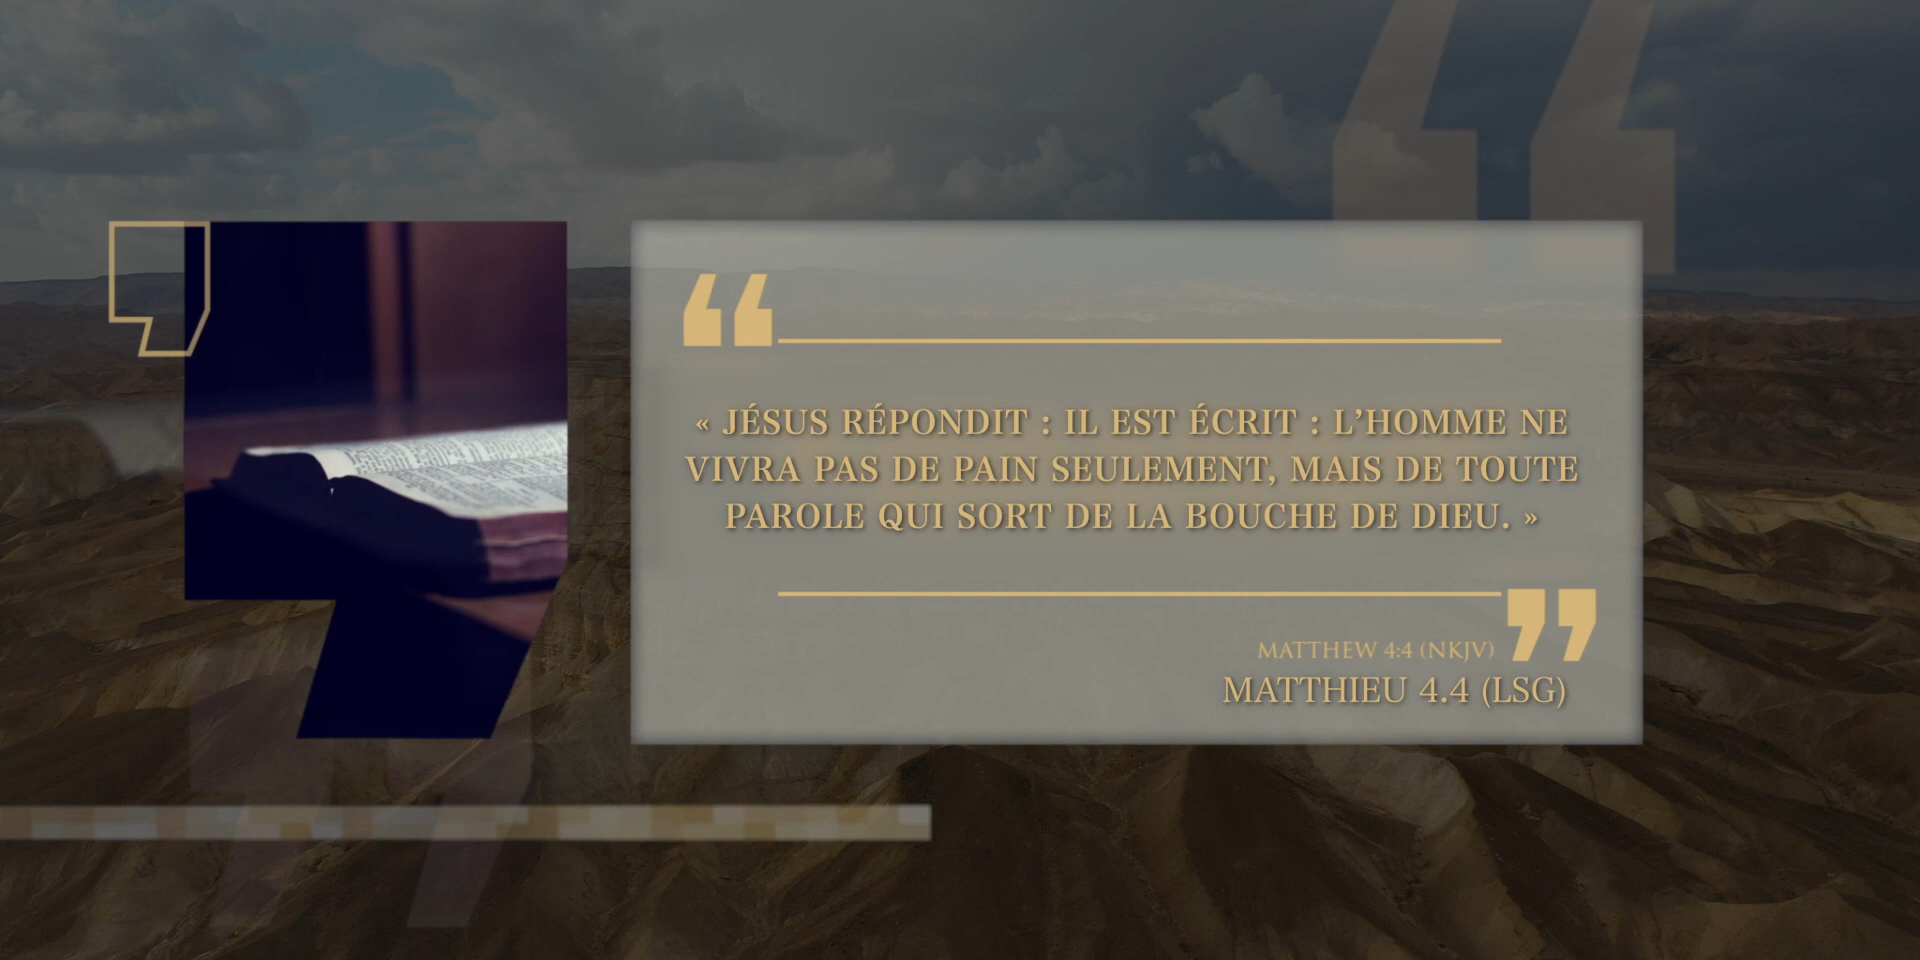 « JÉSUS RÉPONDIT : IL EST ÉCRIT : L’HOMME NE
VIVRA PAS DE PAIN SEULEMENT, MAIS DE TOUTE
PAROLE QUI SORT DE LA BOUCHE DE DIEU. »
MATTHEW 4:4 (NKJV)
MATTHIEU 4.4 (LSG)